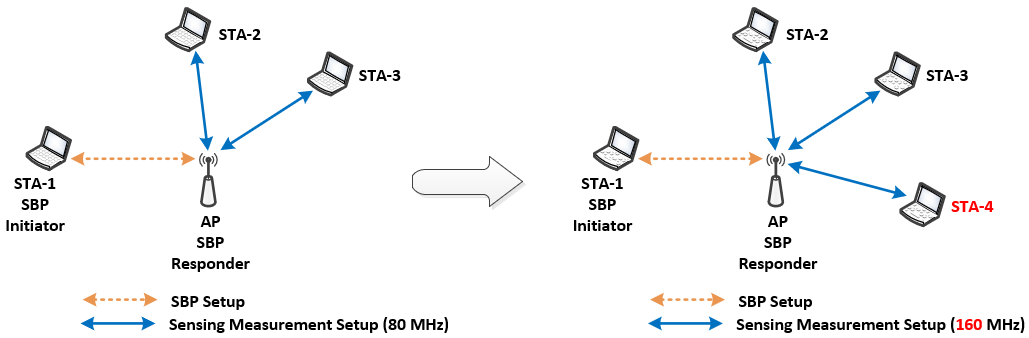 STA-2
STA-3
STA-1
SBP
Initiator
AP
SBP
Responder
SBP Setup
Sensing Measurement Setup (80 MHz)
STA-2
STA-3
STA-1
SBP
Initiator
STA-4
AP
SBP
Responder
SBP Setup
Sensing Measurement Setup (160 MHz)